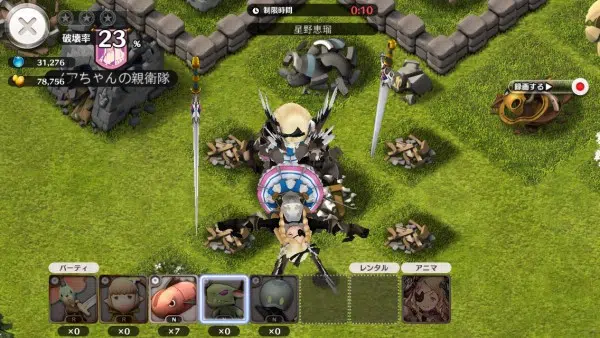 制限時間 0:10
星野恵瑠
破壊率 23 %
31,276
78,756
アちゃんの親衛隊
録画する▶
パーティ
レンタル
アニマ
R
R
N
N
N
×0
×0
×7
×0
×0